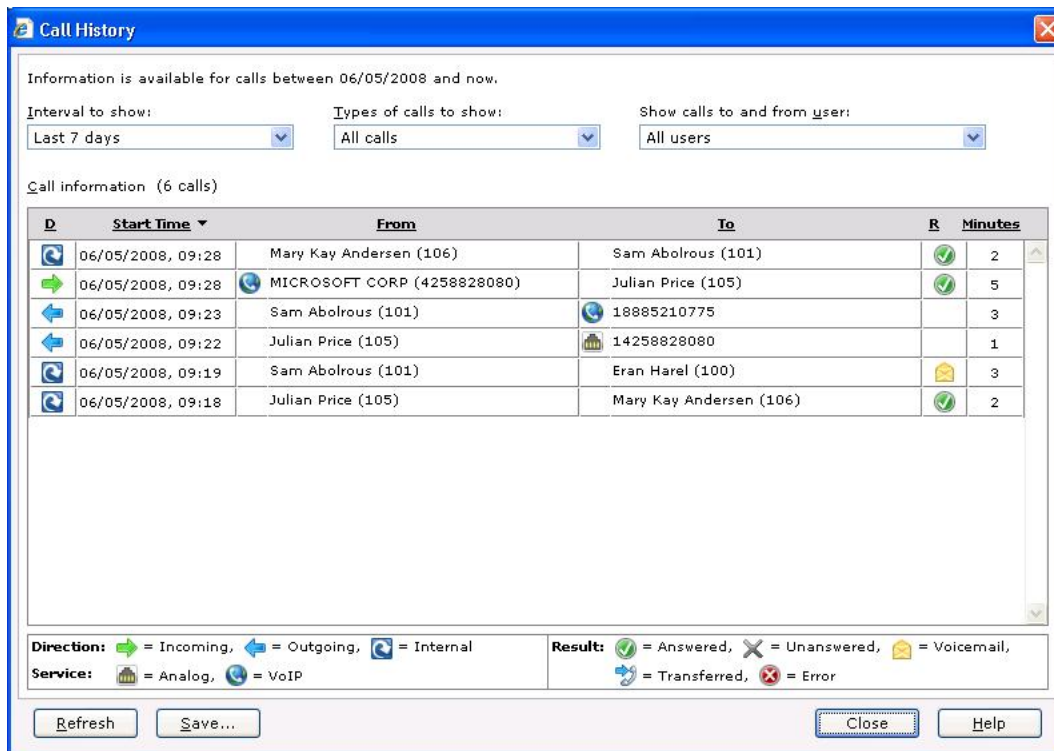 Call History
Information is available for calls between 06/05/2008 and now.
Interval to show: Types of calls to show: Show calls to and from user:
Last 7 days All calls All users
Call information (6 calls)
D Start Time From To R Minutes
06/05/2008, 09:28 Mary Kay Andersen (106) Sam Abolrous (101) 2
06/05/2008, 09:28 MICROSOFT CORP (4258828080) Julian Price (105) 5
06/05/2008, 09:23 Sam Abolrous (101) 18885210775 3
06/05/2008, 09:22 Julian Price (105) 14258828080 1
06/05/2008, 09:19 Sam Abolrous (101) Eran Harel (100) 3
06/05/2008, 09:18 Julian Price (105) Mary Kay Andersen (106) 2
Direction: = Incoming, = Outgoing, = Internal Result: = Answered, = Unanswered, = Voicemail,
Service: = Analog, = VoIP = Transferred, = Error
Refresh Save... Close Help